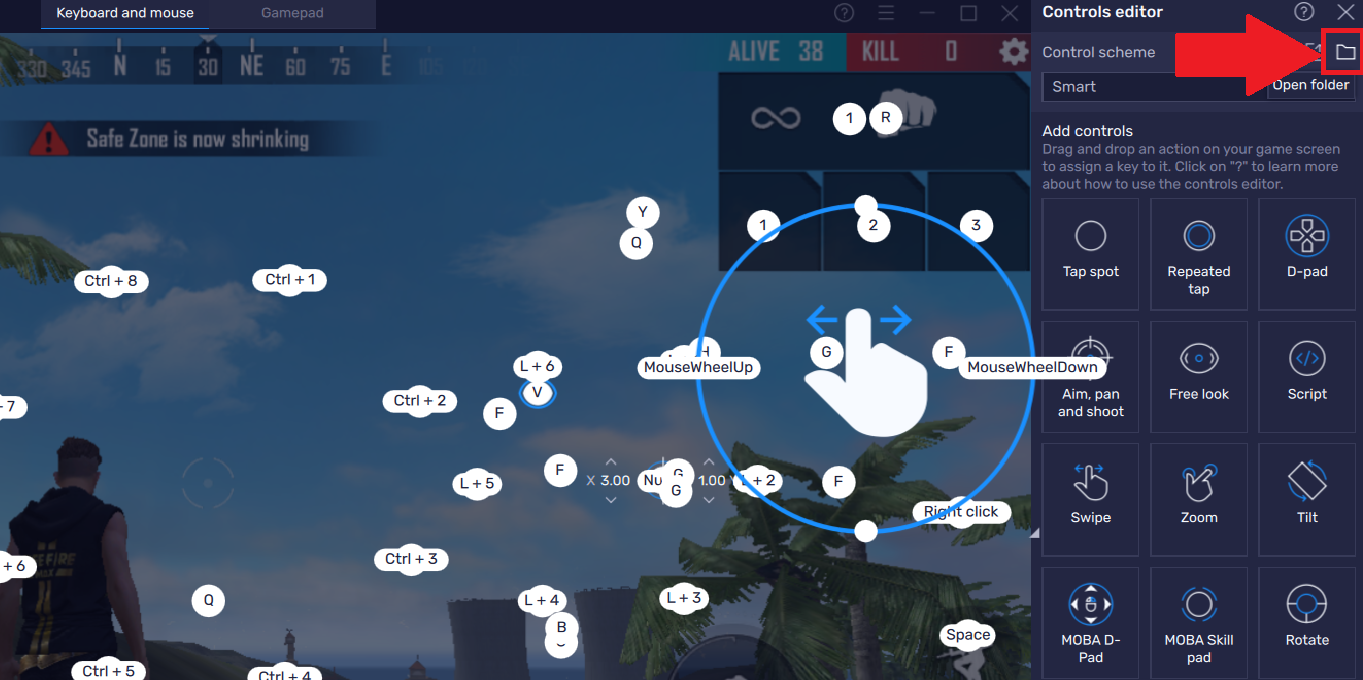 Keyboard and mouse
Gamepad
Controls editor
Control scheme
Smart
Open folder
Add controls
Drag and drop an action on your game screen
to assign a key to it. Click on "?" to learn more
about how to use the controls editor.
Tap spot
Repeated
tap
D-pad
Aim, pan
and shoot
Free look
Script
Swipe
Zoom
Tilt
MOBA D-
Pad
MOBA Skill
pad
Rotate
330 345 N 15 30 NE 60 75 E 105
ALIVE 38
KILL 0
Safe Zone is now shrinking
1
R
Y
Q
1
2
3
Ctrl + 8
Ctrl + 1
H
G
F
MouseWheelUp
MouseWheelDown
L + 6
V
Ctrl + 2
F
- 7
F
X 3.00
Nu
G
G
1.00
L + 2
F
L + 5
Right click
Ctrl + 3
+ 6
Q
L + 4
L + 3
B
Space
Ctrl + 5
Ctrl + 4